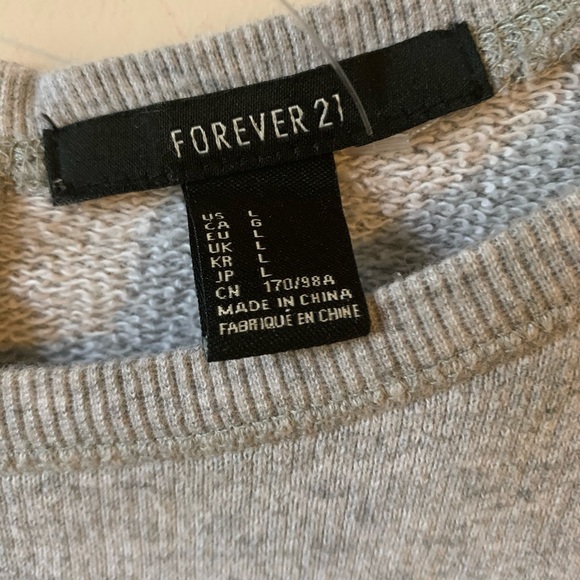 FOREVER 21
US L
CA G
EU L
UK L
KR L
JP L
CN 170/98A
MADE IN CHINA
FABRIQUÉ EN CHINE